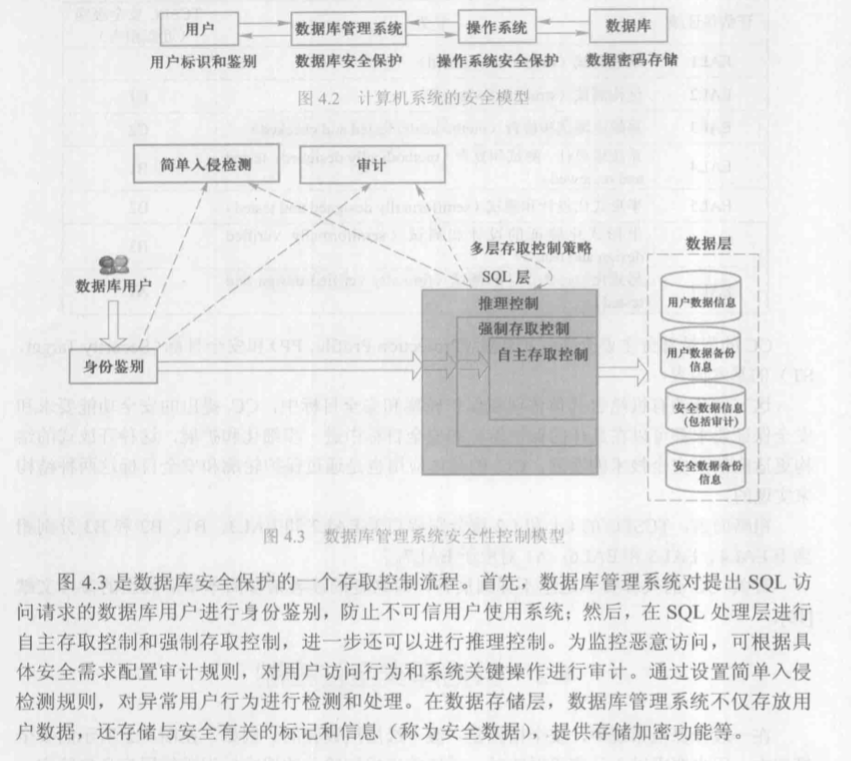 用户
数据库管理系统
操作系统
数据库
用户标识和鉴别
数据库安全保护
操作系统安全保护
数据密码存储
图 4.2 计算机系统的安全模型
简单入侵检测
审计
多层存取控制策略
数据层
SQL 层
数据库用户
推理控制
强制存取控制
自主存取控制
身份鉴别
用户数据信息
用户数据备份
信息
安全数据信息
(包括审计)
安全数据备份
信息
图 4.3 数据库管理系统安全性控制模型
图 4.3 是数据库安全保护的一个存取控制流程。首先，数据库管理系统对提出 SQL 访
问请求的数据库用户进行身份鉴别，防止不可信用户使用系统；然后，在 SQL 处理层进行
自主存取控制和强制存取控制，进一步还可以进行推理控制。为监控恶意访问，可根据具
体安全需求配置审计规则，对用户访问行为和系统关键操作进行审计。通过设置简单入侵
检测规则，对异常用户行为进行检测和处理。在数据存储层，数据库管理系统不仅存放用
户数据，还存储与安全有关的标记和信息（称为安全数据），提供存储加密功能等。